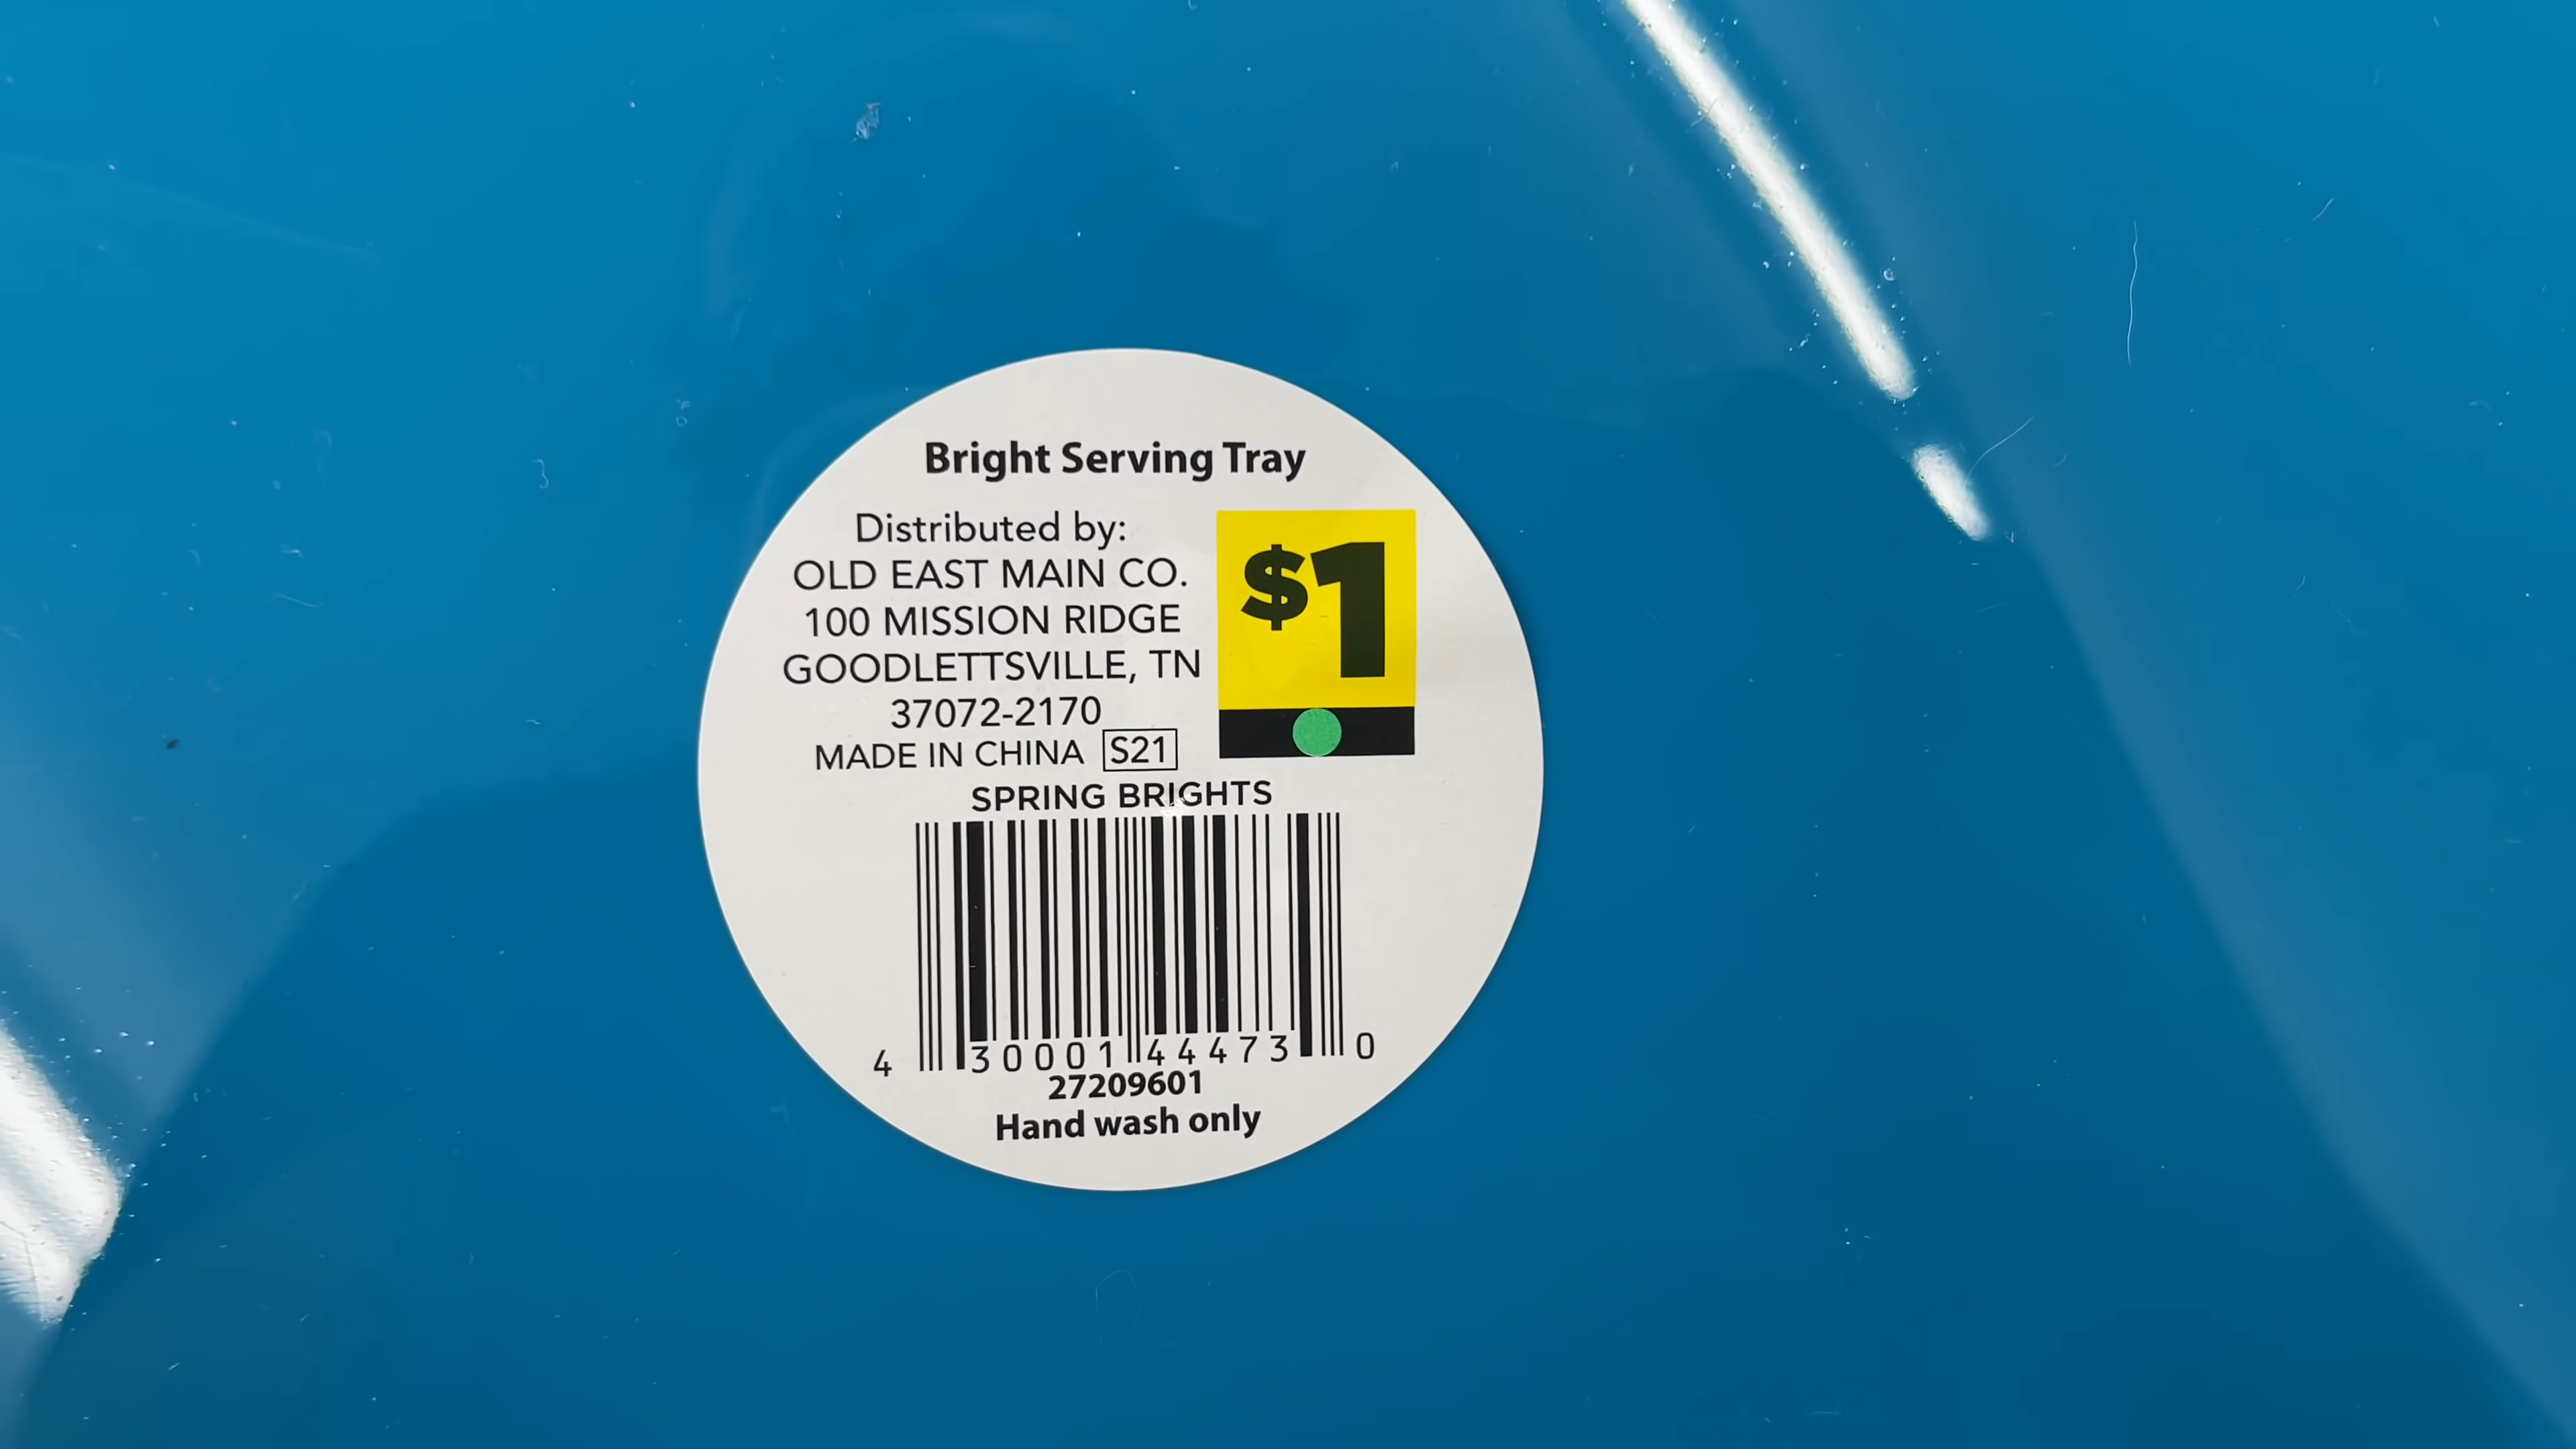 Bright Serving Tray
Distributed by:
OLD EAST MAIN CO.
100 MISSION RIDGE
GOODLETTSVILLE, TN
37072-2170
MADE IN CHINA S21
$1
SPRING BRIGHTS
4 30001 44473 0
27209601
Hand wash only